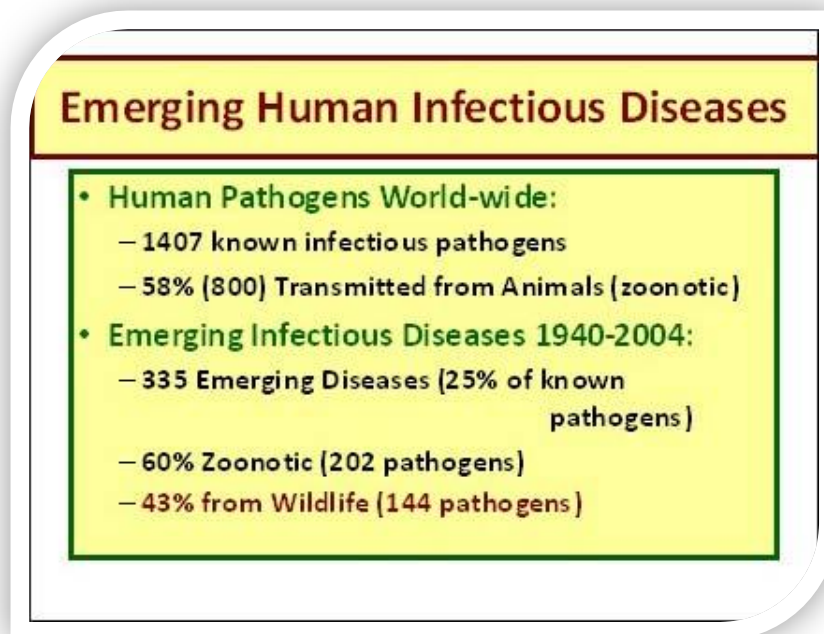 Emerging Human Infectious Diseases
• Human Pathogens World-wide:
– 1407 known infectious pathogens
– 58% (800) Transmitted from Animals (zoonotic)
• Emerging Infectious Diseases 1940-2004:
– 335 Emerging Diseases (25% of known
pathogens)
– 60% Zoonotic (202 pathogens)
– 43% from Wildlife (144 pathogens)